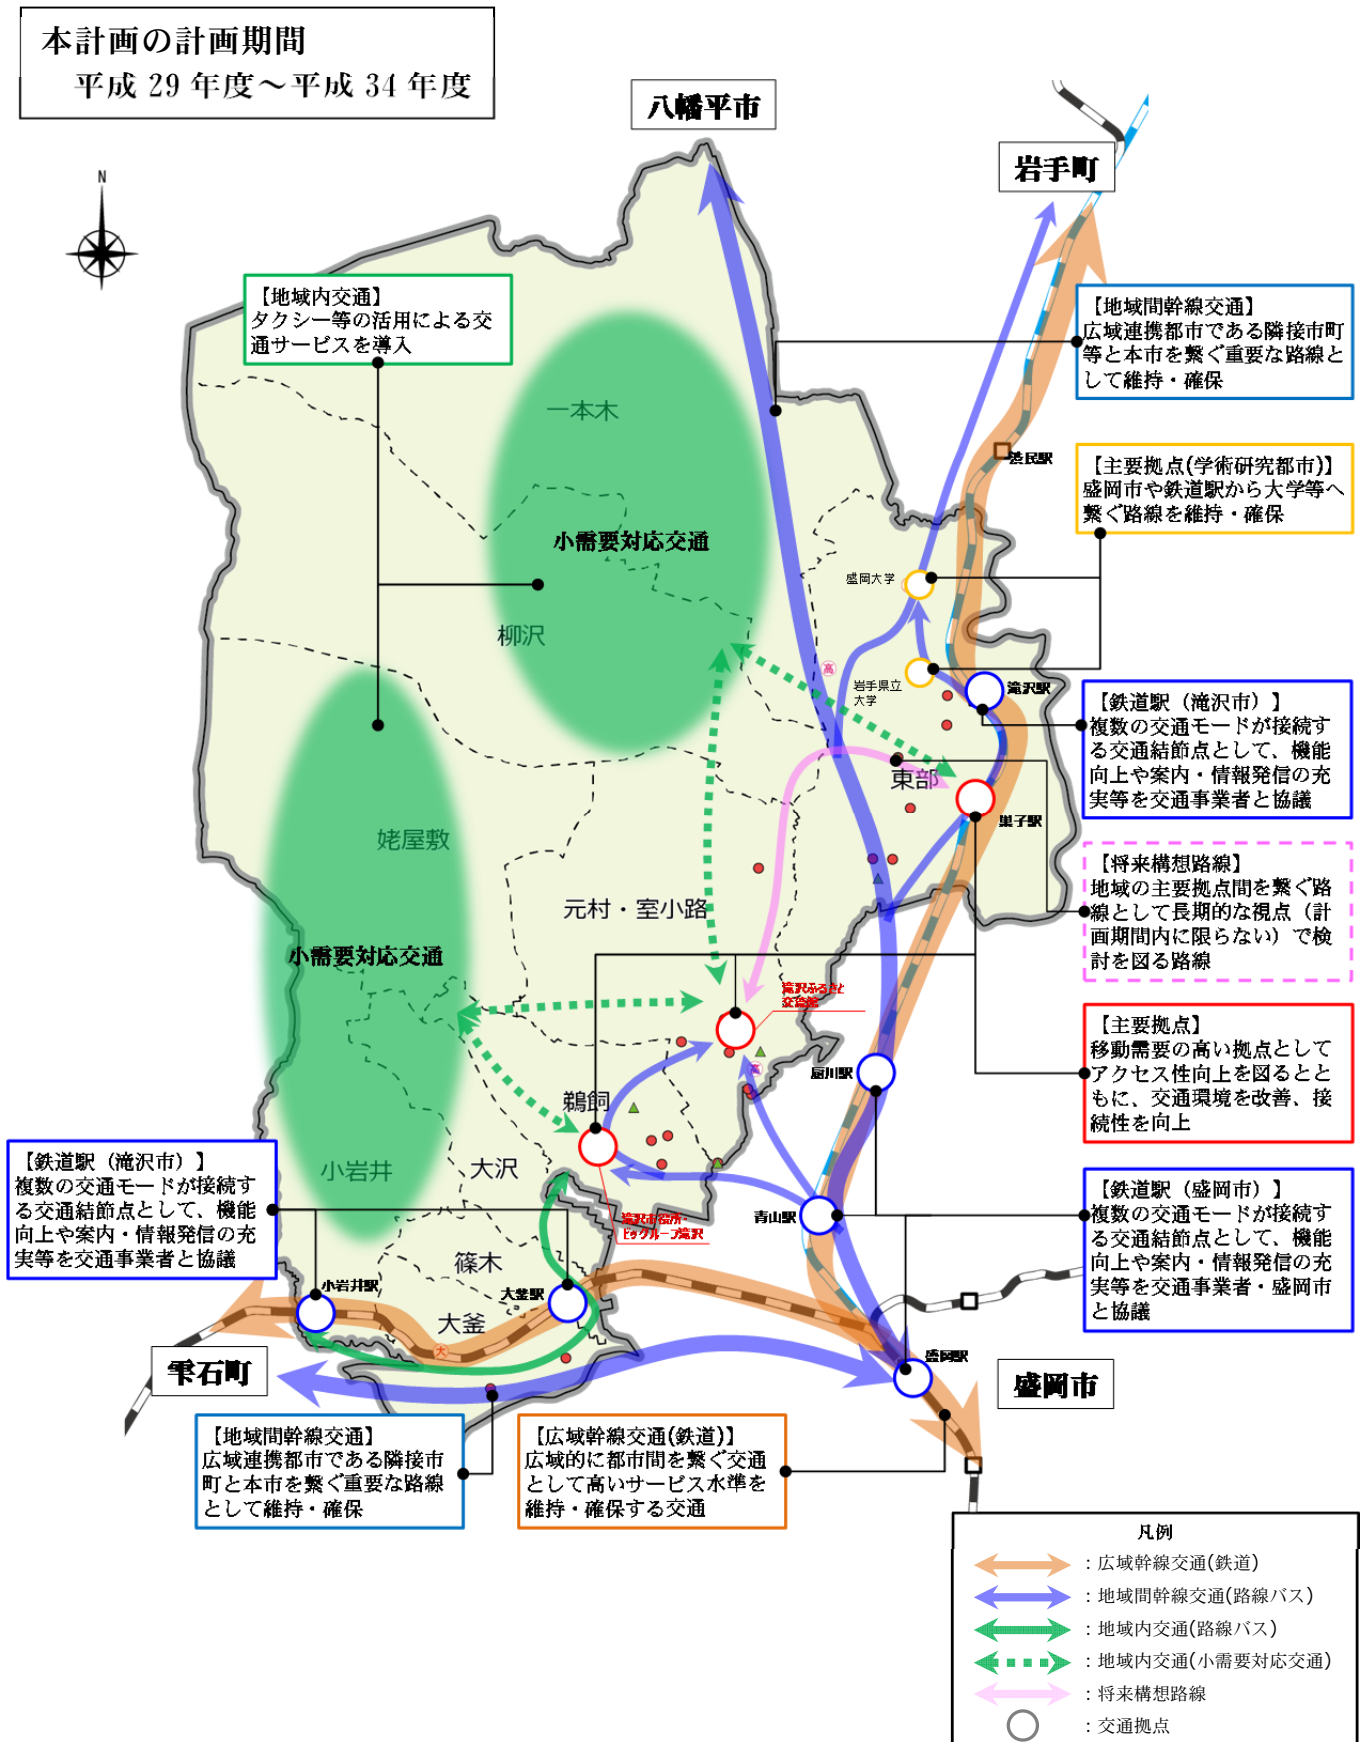 本計画の計画期間
平成 29 年度～平成 34 年度
八幡平市
岩手町
N
【地域内交通】
タクシー等の活用による交
通サービスを導入
【地域間幹線交通】
広域連携都市である隣接市町
等と本市を繋ぐ重要な路線と
して維持・確保
一本木
渋民駅
【主要拠点(学術研究都市)】
盛岡市や鉄道駅から大学等へ
繋ぐ路線を維持・確保
小需要対応交通
盛岡大学
柳沢
高
岩手県立
大学
滝沢駅
【鉄道駅（滝沢市）】
複数の交通モードが接続す
る交通結節点として、機能
向上や案内・情報発信の充
実等を交通事業者と協議
東部
巣子駅
姥屋敷
【将来構想路線】
地域の主要拠点間を繋ぐ路
線として長期的な視点（計
画期間内に限らない）で検
討を図る路線
元村・室小路
小需要対応交通
滝沢ふるさと
交流館
【主要拠点】
移動需要の高い拠点として
アクセス性向上を図るとと
もに、交通環境を改善、接
続性を向上
高
厨川駅
鵜飼
【鉄道駅（滝沢市）】
複数の交通モードが接続す
る交通結節点として、機能
向上や案内・情報発信の充
実等を交通事業者と協議
小岩井
大沢
【鉄道駅（盛岡市）】
複数の交通モードが接続す
る交通結節点として、機能
向上や案内・情報発信の充
実等を交通事業者・盛岡市
と協議
滝沢市役所・
ビッグルーフ滝沢
青山駅
篠木
小岩井駅
大釜駅
大釜
大
盛岡駅
雫石町
盛岡市
【地域間幹線交通】
広域連携都市である隣接市
町と本市を繋ぐ重要な路線
として維持・確保
【広域幹線交通(鉄道)】
広域的に都市間を繋ぐ交通
として高いサービス水準を
維持・確保する交通
凡例
：広域幹線交通(鉄道)
：地域間幹線交通(路線バス)
：地域内交通(路線バス)
：地域内交通(小需要対応交通)
：将来構想路線
：交通拠点